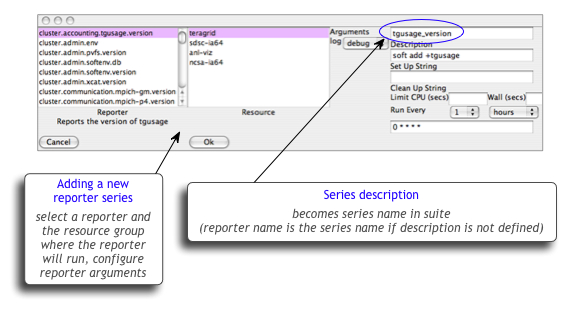 cluster.accounting.tgusage.version
cluster.admin.env
cluster.admin.pvfs.version
cluster.admin.softenv.db
cluster.admin.softenv.version
cluster.admin.xcat.version
cluster.communication.mpich-gm.version
cluster.communication.mpich-p4.version
Reporter
Reports the version of tgusage
Cancel
teragrid
sdsc-ia64
anl-viz
ncsa-ia64
Resource
Ok
Arguments
log debug
tgusage_version
Description
soft add +tgusage
Set Up String
Clean Up String
Limit CPU (secs) Wall (secs)
Run Every 1 hours
0 * * * *
Adding a new
reporter series
select a reporter and
the resource group
where the reporter
will run, configure
reporter arguments
Series description
becomes series name in suite
(reporter name is the series name if description is not defined)